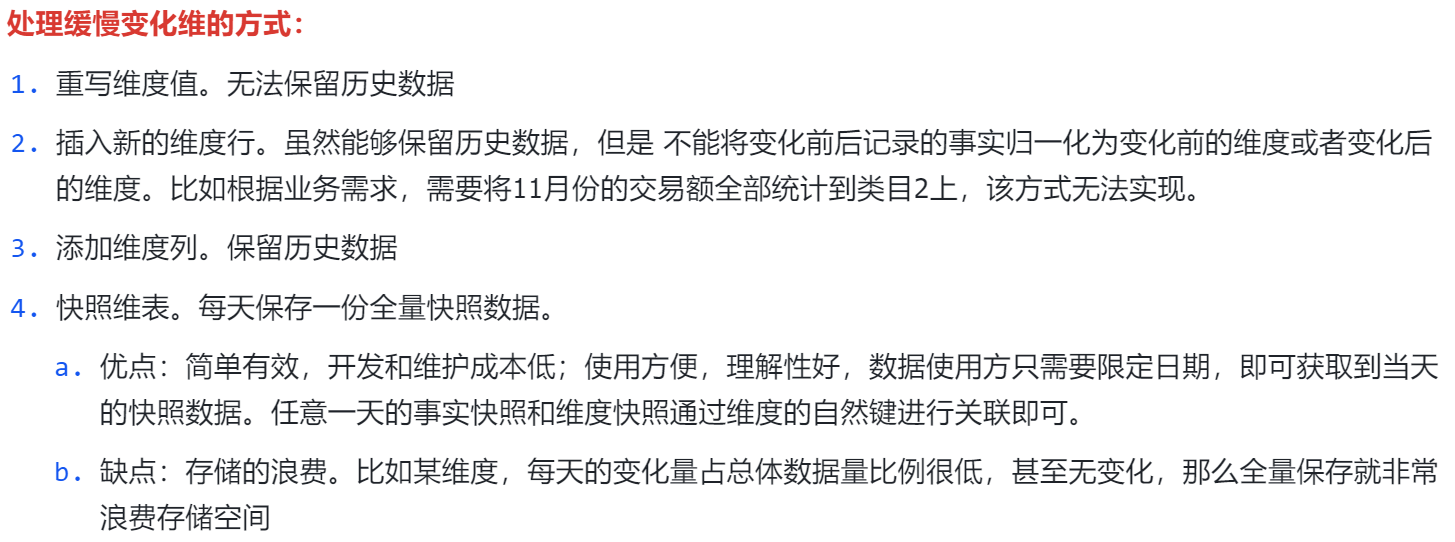 处理缓慢变化维的方式：
1. 重写维度值。无法保留历史数据
2. 插入新的维度行。虽然能够保留历史数据，但是 不能将变化前后记录的事实归一化为变化前的维度或者变化后
的维度。比如根据业务需求，需要将11月份的交易额全部统计到类目2上，该方式无法实现。
3. 添加维度列。保留历史数据
4. 快照维表。每天保存一份全量快照数据。
a. 优点：简单有效，开发和维护成本低；使用方便，理解性好，数据使用方只需要限定日期，即可获取到当天
的快照数据。任意一天的事实快照和维度快照通过维度的自然键进行关联即可。
b. 缺点：存储的浪费。比如某维度，每天的变化量占总体数据量比例很低，甚至无变化，那么全量保存就非常
浪费存储空间